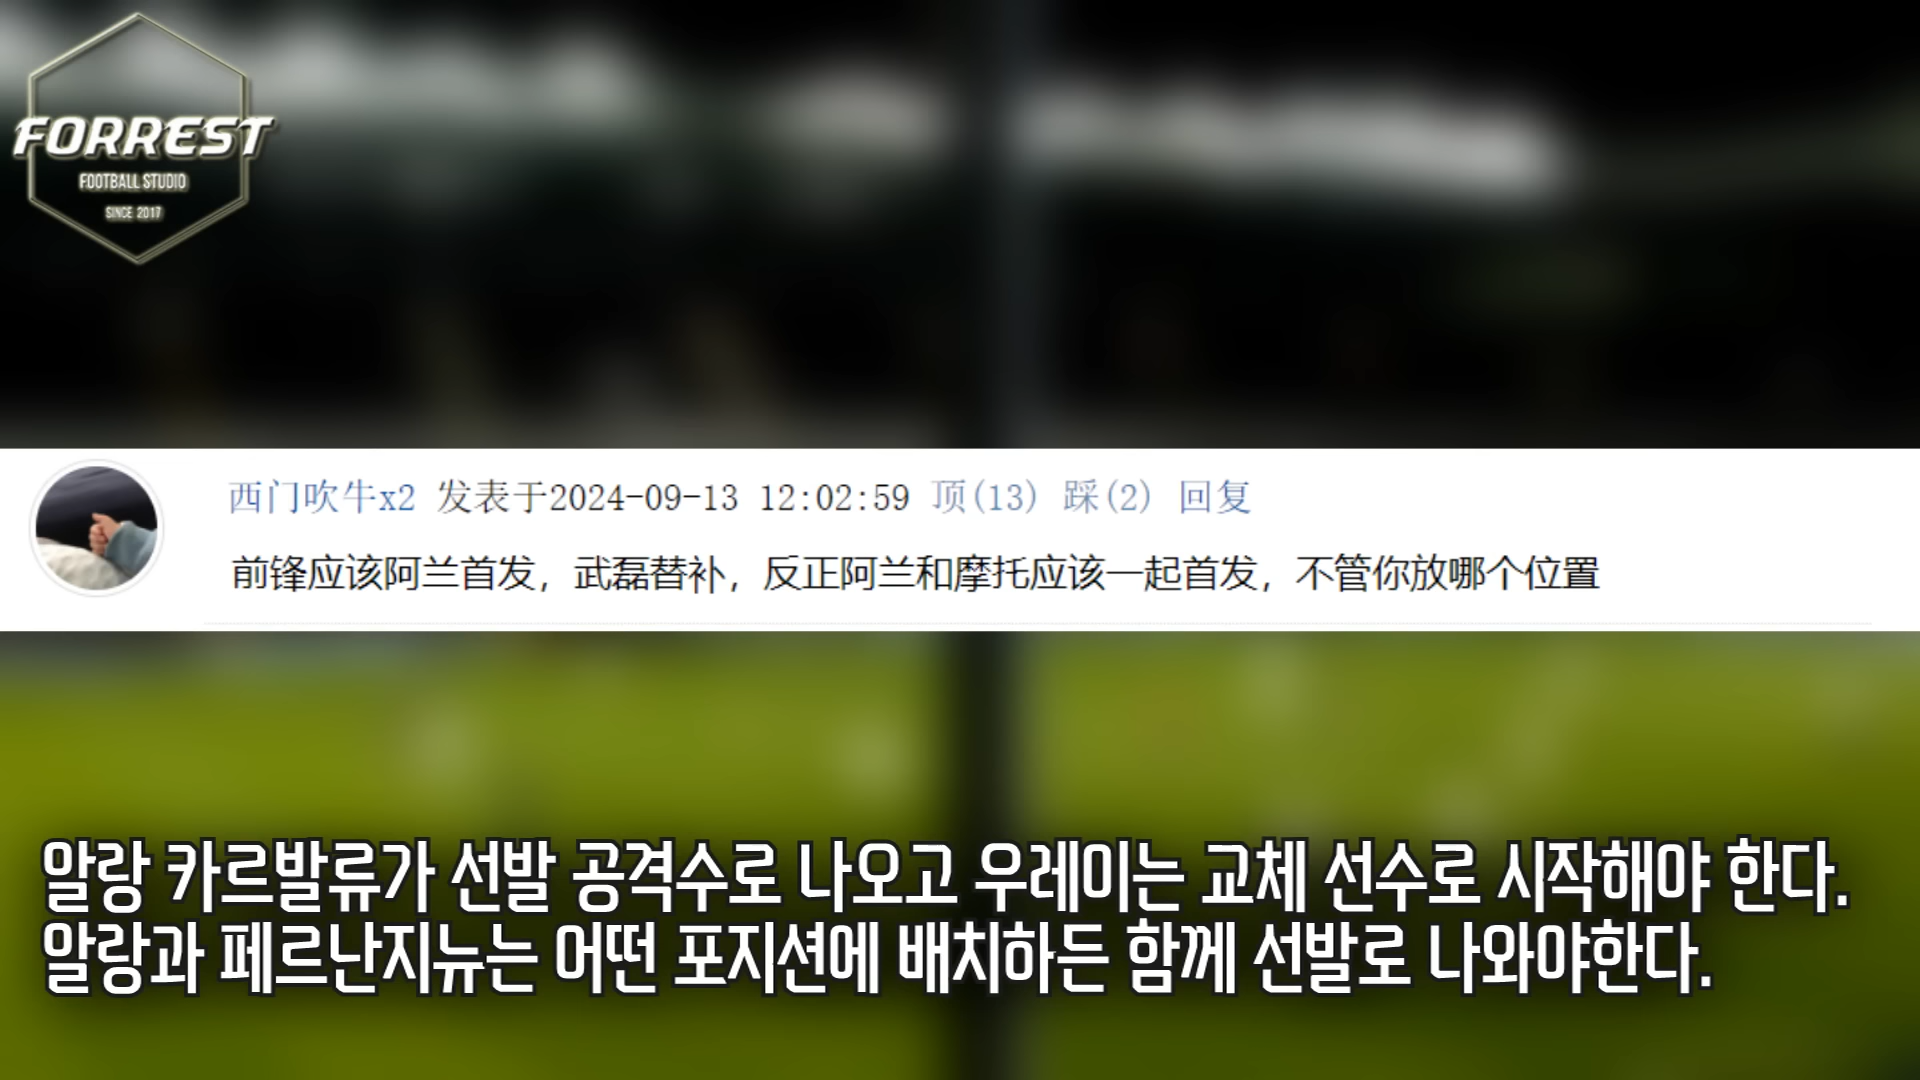 FORREST
FOOTBALL STUDIO
SINCE 2017
西门吹牛x2 发表于2024-09-13 12:02:59 顶(13) 踩(2) 回复
前锋应该阿兰首发，武磊替补，反正阿兰和摩托应该一起首发，不管你放哪个位置
알랑 카르발류가 선발 공격수로 나오고 우레이는 교체 선수로 시작해야 한다.
알랑과 페르난지뉴는 어떤 포지션에 배치하든 함께 선발로 나와야한다.